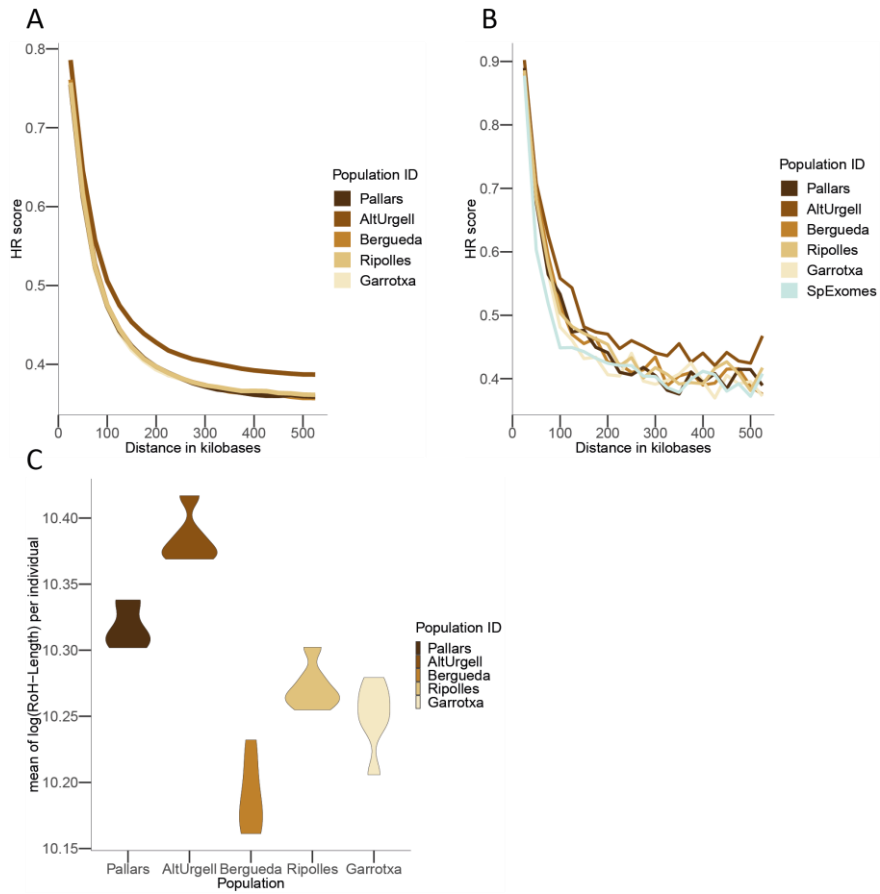 A
0.8
0.7
0.6
0.5
0.4
HR score
0
100
200
300
400
500
Distance in kilobases
Population ID
Pallars
AltUrgell
Bergueda
Ripolles
Garrotxa
B
0.9
0.8
0.7
0.6
0.5
0.4
HR score
0
100
200
300
400
500
Distance in kilobases
Population ID
Pallars
AltUrgell
Bergueda
Ripolles
Garrotxa
SpExomes
C
10.40
10.35
10.30
10.25
10.20
10.15
mean of log(RoH−Length) per individual
Pallars
AltUrgell
Bergueda
Ripolles
Garrotxa
Population
Population ID
Pallars
AltUrgell
Bergueda
Ripolles
Garrotxa